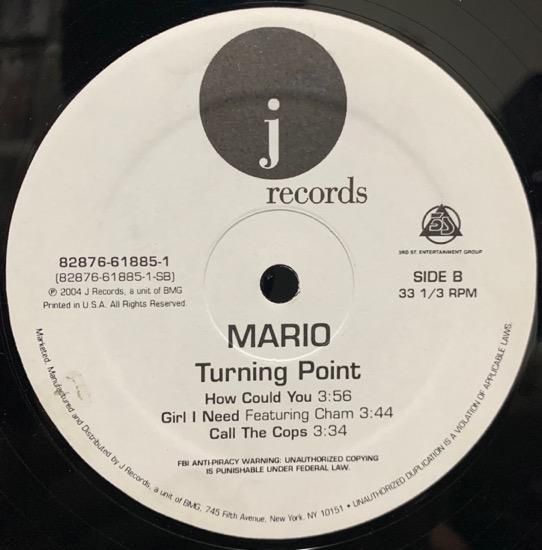 j
records
3RD ST. ENTERTAINMENT GROUP
82876-61885-1
(82876-61885-1-SB)
℗ 2004 J Records, a unit of BMG
Printed in U.S.A. All Rights Reserved.
SIDE B
33 1/3 RPM
MARIO
Turning Point
How Could You 3:56
Girl I Need Featuring Cham 3:44
Call The Cops 3:34
FBI ANTI-PIRACY WARNING: UNAUTHORIZED COPYING
IS PUNISHABLE UNDER FEDERAL LAW.
Marketed, Manufactured and Distributed by J Records, a unit of BMG, 745 Fifth Avenue, New York, NY 10151 • UNAUTHORIZED DUPLICATION IS A VIOLATION OF APPLICABLE LAWS.